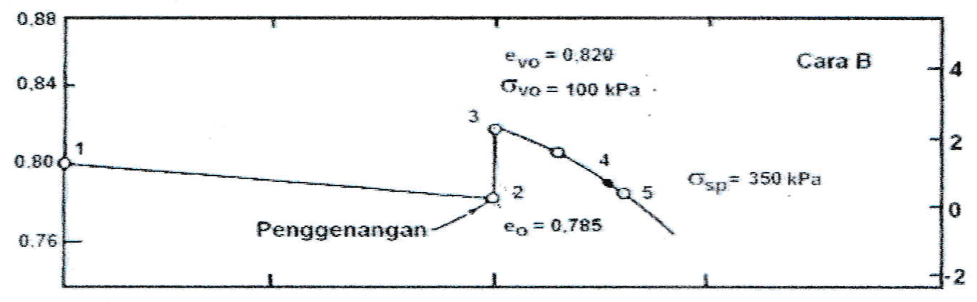 0,88
e_vo = 0,820
Cara B
4
0,84
σ_vo = 100 kPa
3
2
1
0.80
4
σ_sp = 350 kPa
2
5
0
Penggenangan
e_o = 0,785
0.76
-2